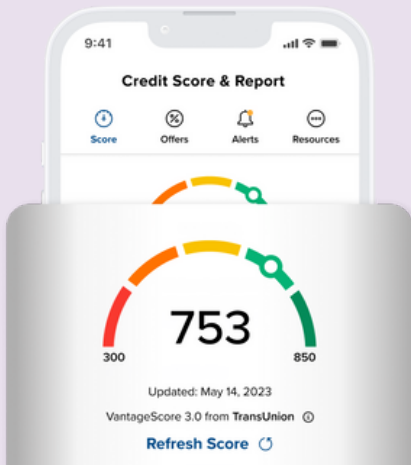 9:41
Credit Score & Report
Score Offers Alerts Resources
753
300 850
Updated: May 14, 2023
VantageScore 3.0 from TransUnion
Refresh Score